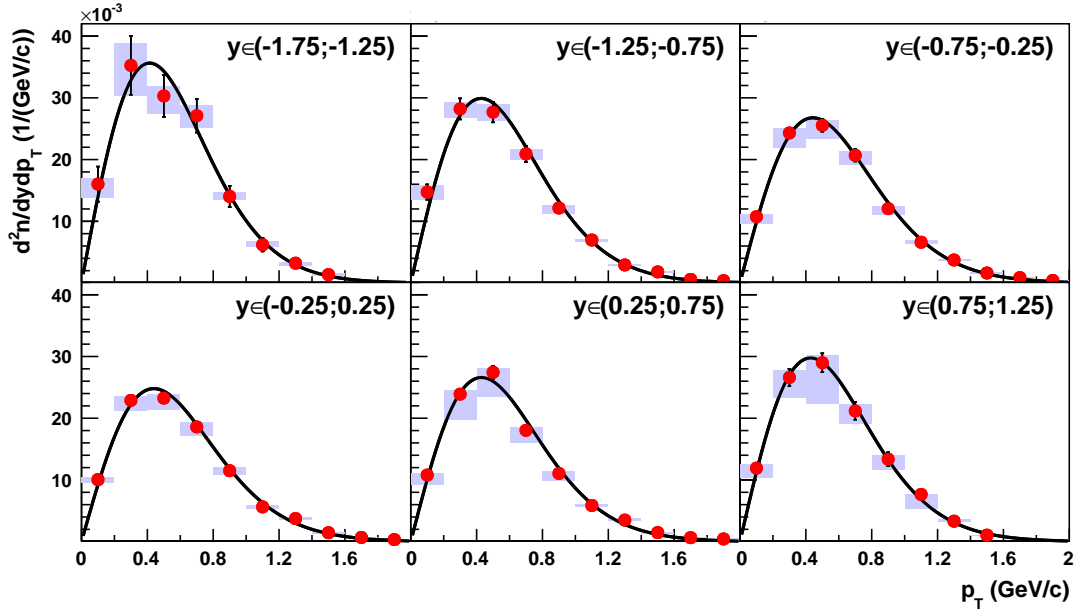 ×10⁻³
40
30
20
10
d²n/dydp_T (1/(GeV/c))
y∈(-1.75;-1.25)
y∈(-1.25;-0.75)
y∈(-0.75;-0.25)
40
30
20
10
y∈(-0.25;0.25)
y∈(0.25;0.75)
y∈(0.75;1.25)
0 0.4 0.8 1.2 1.6 0 0.4 0.8 1.2 1.6 0 0.4 0.8 1.2 1.6 2
p_T (GeV/c)